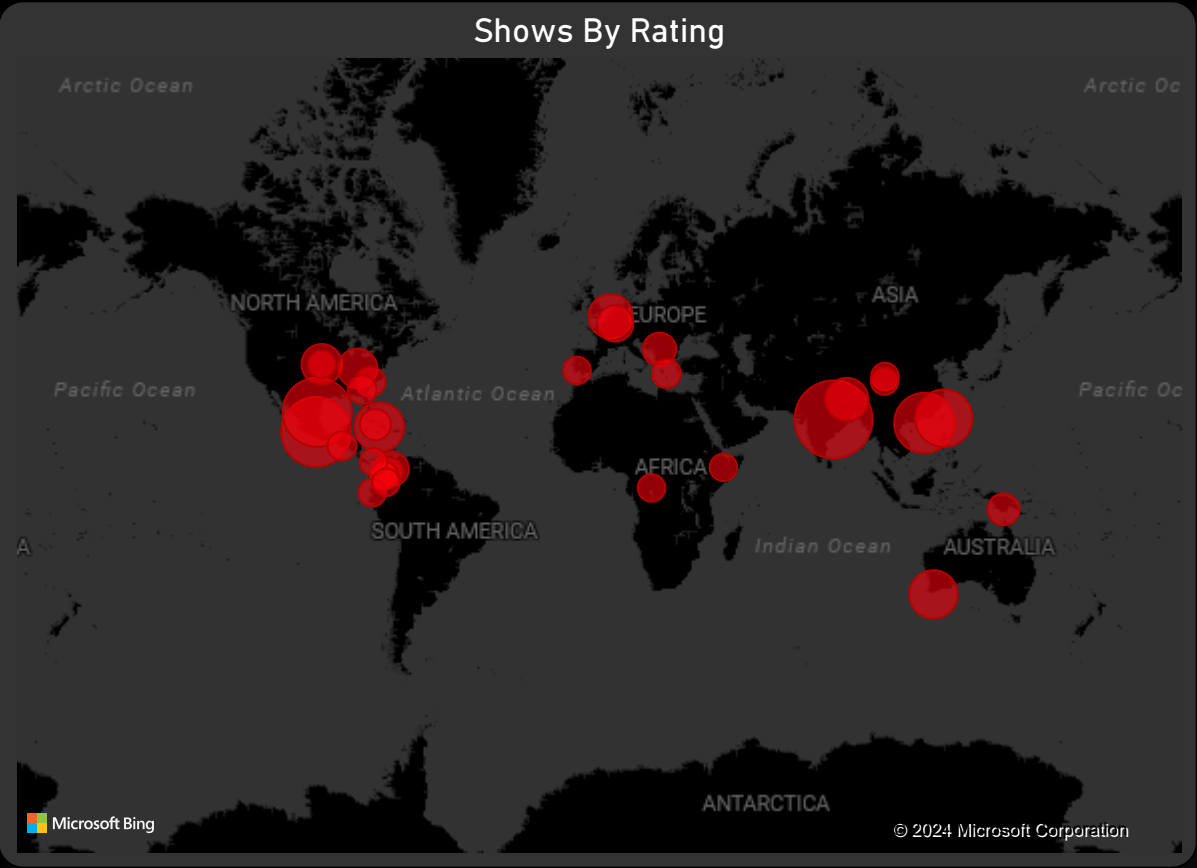 Shows By Rating
Arctic Ocean
Arctic Oc
NORTH AMERICA
EUROPE
ASIA
Pacific Ocean
Atlantic Ocean
Pacific Oc
AFRICA
SOUTH AMERICA
A
Indian Ocean
AUSTRALIA
ANTARCTICA
Microsoft Bing
© 2024 Microsoft Corporation